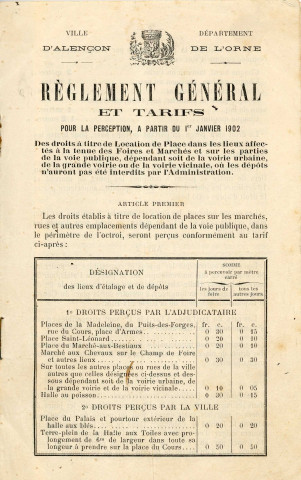 VILLE
D'ALENÇON
DÉPARTEMENT
DE L'ORNE
RÈGLEMENT GÉNÉRAL
ET TARIFS
POUR LA PERCEPTION, A PARTIR DU 1er JANVIER 1902
Des droits à titre de Location de Place dans les lieux affec-
tés à la tenue des Foires et Marchés et sur les parties
de la voie publique, dépendant soit de la voirie urbaine,
de la grande voirie ou de la voirie vicinale, où les dépôts
n'auront pas été interdits par l'Administration.
ARTICLE PREMIER
Les droits établis à titre de location de places sur les marchés,
rues et autres emplacements dépendant de la voie publique, dans
le périmètre de l'octroi, seront perçus conformément au tarif
ci-après :
DÉSIGNATION
des lieux d'étalage et de dépôts
SOMME
à percevoir par mètre
carré
les jours de
foire
tous les
autres jours.
1º DROITS PERÇUS PAR L'ADJUDICATAIRE
Places de la Madeleine, du Puits-des-Forges, fr. c. fr. c.
rue du Cours, place d'Armes 0 30 0 15
Place Saint-Léonard 0 20 0 10
Place du Marché-aux-Bestiaux 0 20 0 20
Marché aux Chevaux sur le Champ de Foire
et autres lieux 0 30 0 30
Sur toutes les autres places ou rues de la ville
autres que celles désignées ci-dessus et des-
sous dépendant soit de la voirie urbaine, de
la grande voirie et de la voirie vicinale. 0 10 0 05
Halle au poisson 0 30 0 15
2º DROITS PERÇUS PAR LA VILLE
Place du Palais et pourtour extérieur de la
halle aux blés 0 20 0 20
Terre-plein de la Halle aux Toiles avec pro-
longement de 6m de largeur dans toute sa
longueur à prendre sur la place du Cours. 0 50 0 50